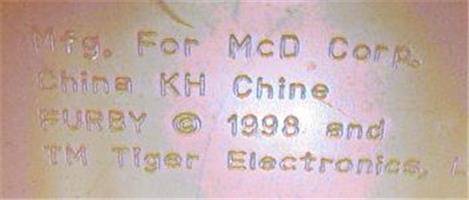 Mfg. For McD Corp.
China KH Chine
FURBY © 1998 and
TM Tiger Electronics,